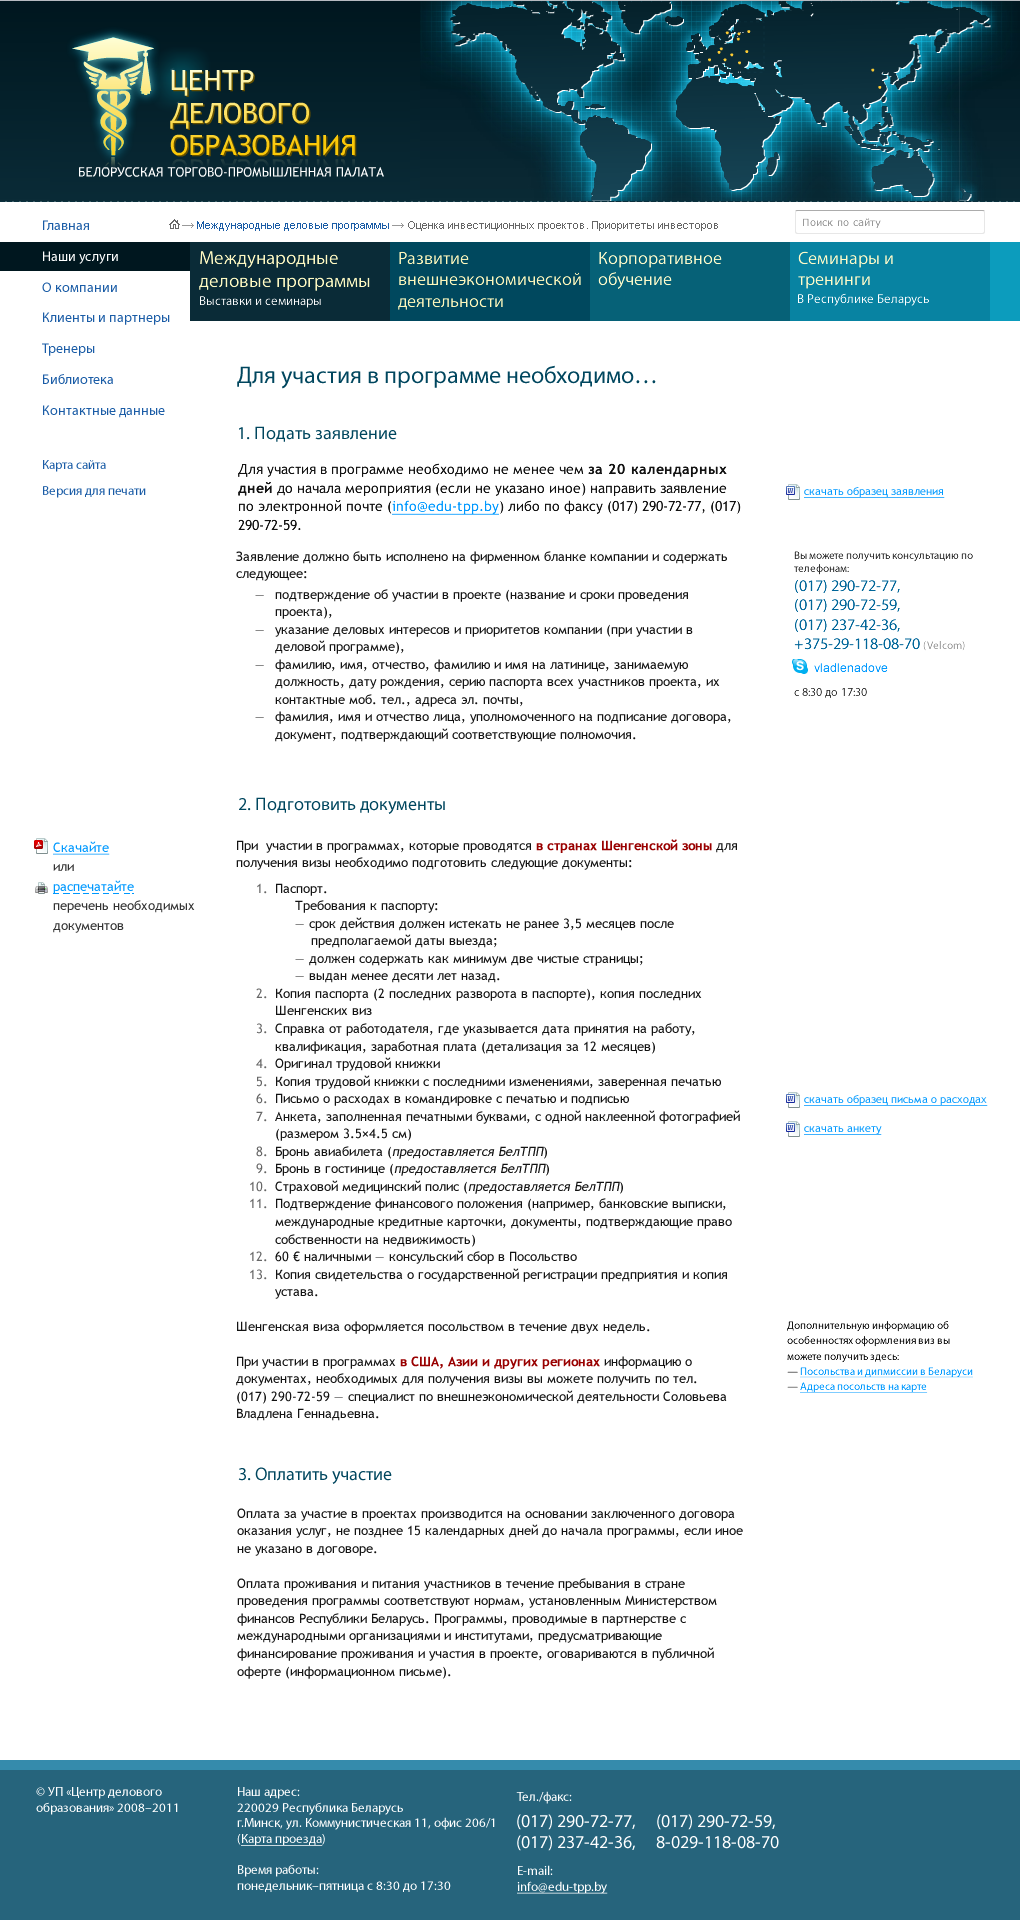 ЦЕНТР
ДЕЛОВОГО
ОБРАЗОВАНИЯ
БЕЛОРУССКАЯ ТОРГОВО-ПРОМЫШЛЕННАЯ ПАЛАТА
Главная
Наши услуги
О компании
Клиенты и партнеры
Тренеры
Библиотека
Контактные данные
Карта сайта
Версия для печати
Международные деловые программы → Оценка инвестиционных проектов. Приоритеты инвесторов
Поиск по сайту
Международные
деловые программы
Выставки и семинары
Развитие
внешнеэкономической
деятельности
Корпоративное
обучение
Семинары и
тренинги
В Республике Беларусь
Для участия в программе необходимо…
1. Подать заявление
Для участия в программе необходимо не менее чем за 20 календарных
дней до начала мероприятия (если не указано иное) направить заявление
по электронной почте (info@edu-tpp.by) либо по факсу (017) 290-72-77, (017)
290-72-59.
скачать образец заявления
Заявление должно быть исполнено на фирменном бланке компании и содержать
следующее:
— подтверждение об участии в проекте (название и сроки проведения
проекта),
— указание деловых интересов и приоритетов компании (при участии в
деловой программе),
— фамилию, имя, отчество, фамилию и имя на латинице, занимаемую
должность, дату рождения, серию паспорта всех участников проекта, их
контактные моб. тел., адреса эл. почты,
— фамилия, имя и отчество лица, уполномоченного на подписание договора,
документ, подтверждающий соответствующие полномочия.
Вы можете получить консультацию по
телефонам:
(017) 290-72-77,
(017) 290-72-59,
(017) 237-42-36,
+375-29-118-08-70 (Velcom)
vladlenadove
с 8:30 до 17:30
2. Подготовить документы
Скачайте
или
распечатайте
перечень необходимых
документов
При участии в программах, которые проводятся в странах Шенгенской зоны для
получения визы необходимо подготовить следующие документы:
1. Паспорт.
Требования к паспорту:
— срок действия должен истекать не ранее 3,5 месяцев после
предполагаемой даты выезда;
— должен содержать как минимум две чистые страницы;
— выдан менее десяти лет назад.
2. Копия паспорта (2 последних разворота в паспорте), копия последних
Шенгенских виз
3. Справка от работодателя, где указывается дата принятия на работу,
квалификация, заработная плата (детализация за 12 месяцев)
4. Оригинал трудовой книжки
5. Копия трудовой книжки с последними изменениями, заверенная печатью
6. Письмо о расходах в командировке с печатью и подписью
7. Анкета, заполненная печатными буквами, с одной наклеенной фотографией
(размером 3.5×4.5 см)
8. Бронь авиабилета (предоставляется БелТПП)
9. Бронь в гостинице (предоставляется БелТПП)
10. Страховой медицинский полис (предоставляется БелТПП)
11. Подтверждение финансового положения (например, банковские выписки,
международные кредитные карточки, документы, подтверждающие право
собственности на недвижимость)
12. 60 € наличными — консульский сбор в Посольство
13. Копия свидетельства о государственной регистрации предприятия и копия
устава.
скачать образец письма о расходах
скачать анкету
Шенгенская виза оформляется посольством в течение двух недель.
При участии в программах в США, Азии и других регионах информацию о
документах, необходимых для получения визы вы можете получить по тел.
(017) 290-72-59 — специалист по внешнеэкономической деятельности Соловьева
Владлена Геннадьевна.
Дополнительную информацию об
особенностях оформления виз вы
можете получить здесь:
— Посольства и дипмиссии в Беларуси
— Адреса посольств на карте
3. Оплатить участие
Оплата за участие в проектах производится на основании заключенного договора
оказания услуг, не позднее 15 календарных дней до начала программы, если иное
не указано в договоре.
Оплата проживания и питания участников в течение пребывания в стране
проведения программы соответствуют нормам, установленным Министерством
финансов Республики Беларусь. Программы, проводимые в партнерстве с
международными организациями и институтами, предусматривающие
финансирование проживания и участия в проекте, оговариваются в публичной
оферте (информационном письме).
© УП «Центр делового
образования» 2008–2011
Наш адрес:
220029 Республика Беларусь
г.Минск, ул. Коммунистическая 11, офис 206/1
(Карта проезда)
Время работы:
понедельник–пятница с 8:30 до 17:30
Тел./факс:
(017) 290-72-77, (017) 290-72-59,
(017) 237-42-36, 8-029-118-08-70
E-mail:
info@edu-tpp.by